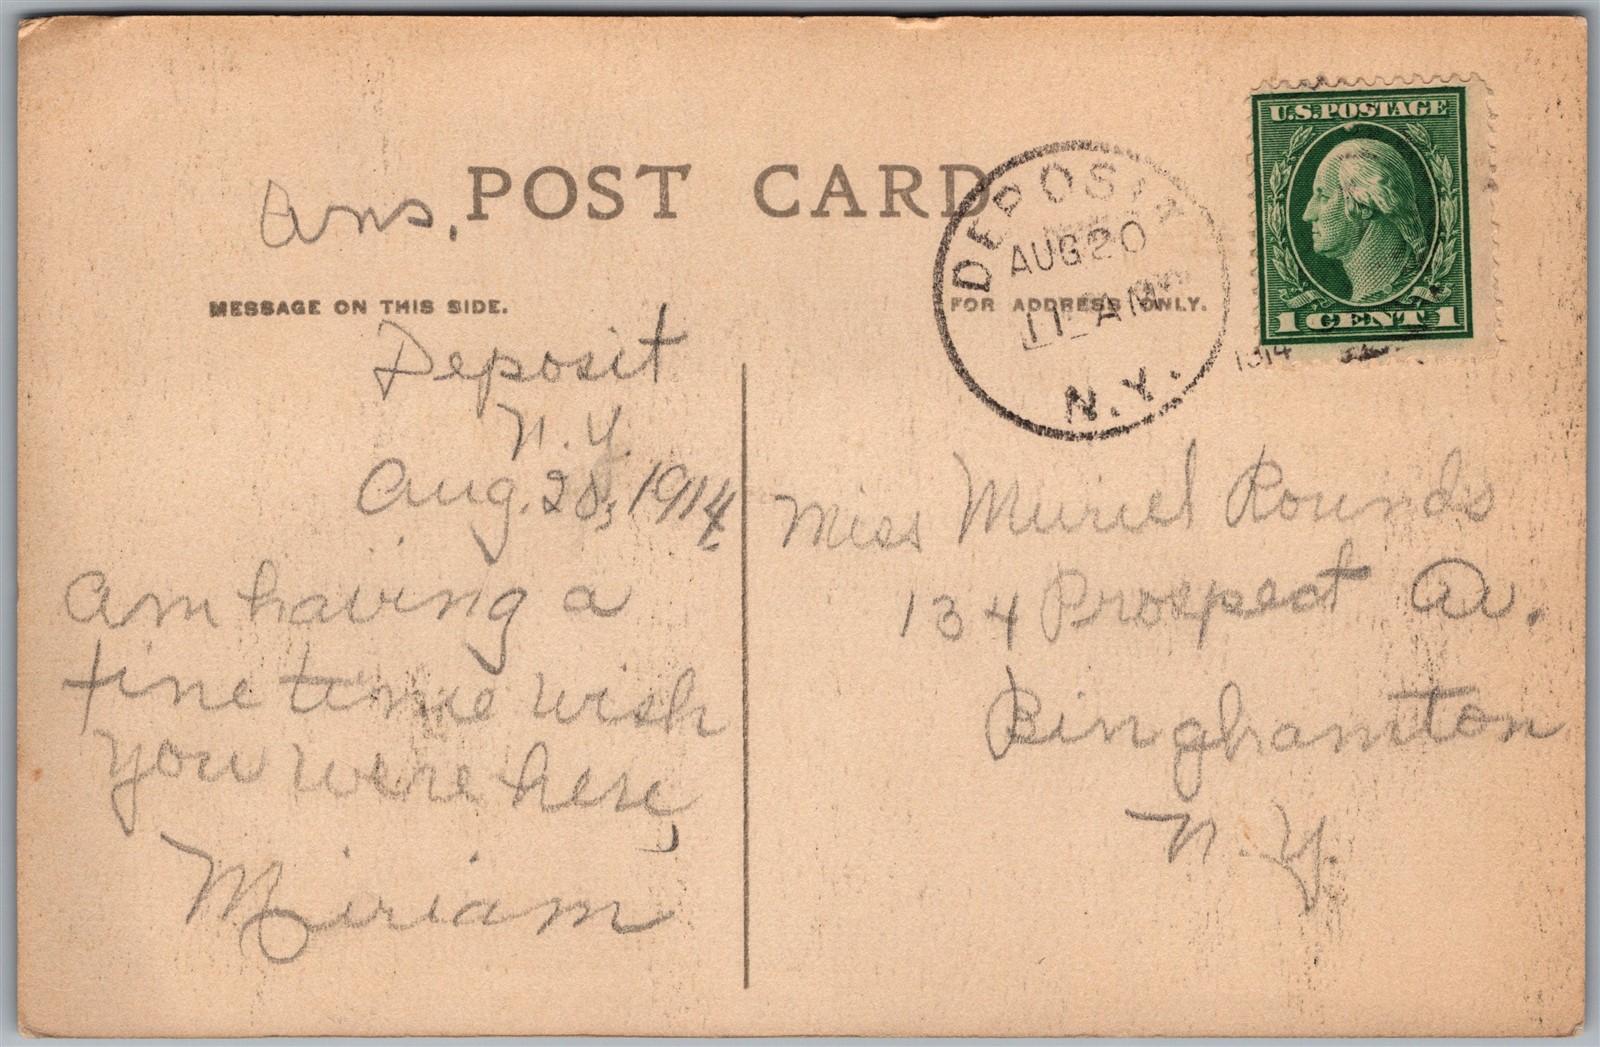 Ans. POST CARD
MESSAGE ON THIS SIDE.
FOR ADDRESS ONLY.
U.S. POSTAGE
1 CENT 1
DEPOSIT
AUG 20
11 AM
N.Y.
1914
Deposit
N.Y.
Aug. 20, 1914
Am having a
fine time wish
you were here,
Miriam
Miss Muriel Rounds
134 Prospect Av.
Binghamton
N.Y.